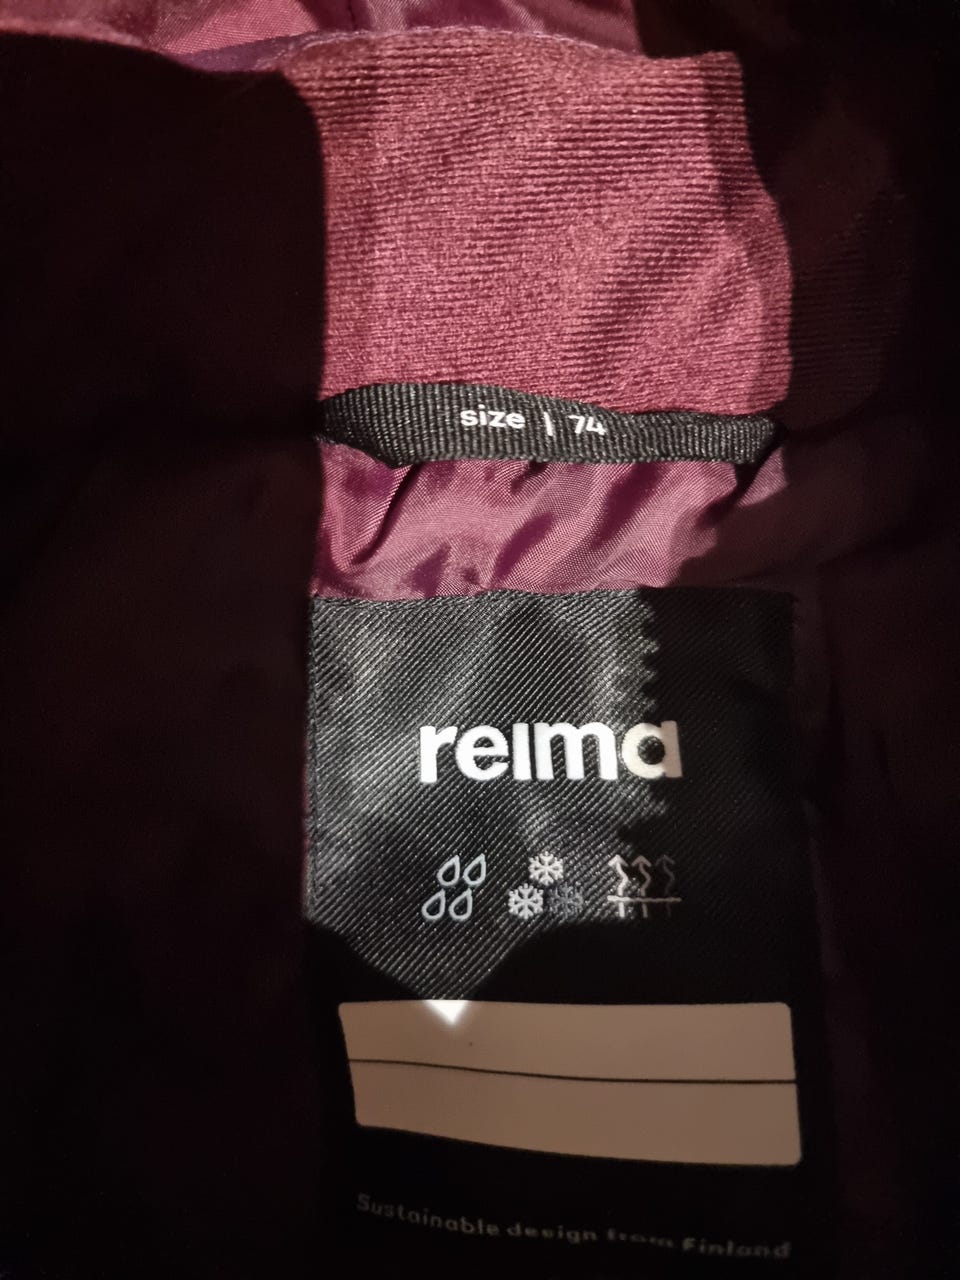 size | 74
reima
Sustainable design from Finland